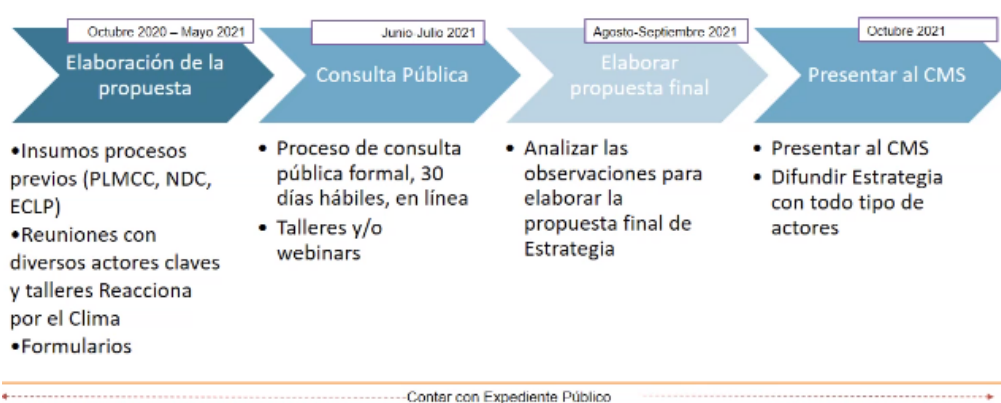 Octubre 2020 – Mayo 2021
Elaboración de la
propuesta
•Insumos procesos
previos (PLMCC, NDC,
ECLP)
•Reuniones con
diversos actores claves
y talleres Reacciona
por el Clima
•Formularios
Junio-Julio 2021
Consulta Pública
• Proceso de consulta
pública formal, 30
días hábiles, en línea
• Talleres y/o
webinars
Agosto-Septiembre 2021
Elaborar
propuesta final
• Analizar las
observaciones para
elaborar la
propuesta final de
Estrategia
Octubre 2021
Presentar al CMS
• Presentar al CMS
• Difundir Estrategia
con todo tipo de
actores
Contar con Expediente Público